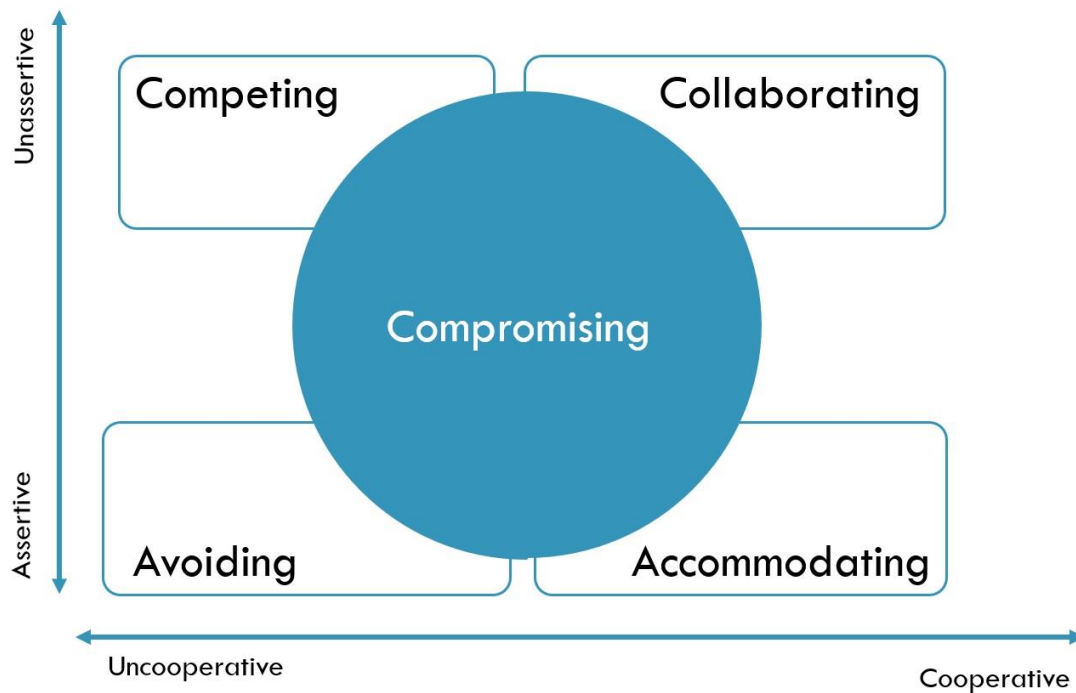 Unassertive
Competing
Collaborating
Compromising
Assertive
Avoiding
Accommodating
Uncooperative
Cooperative